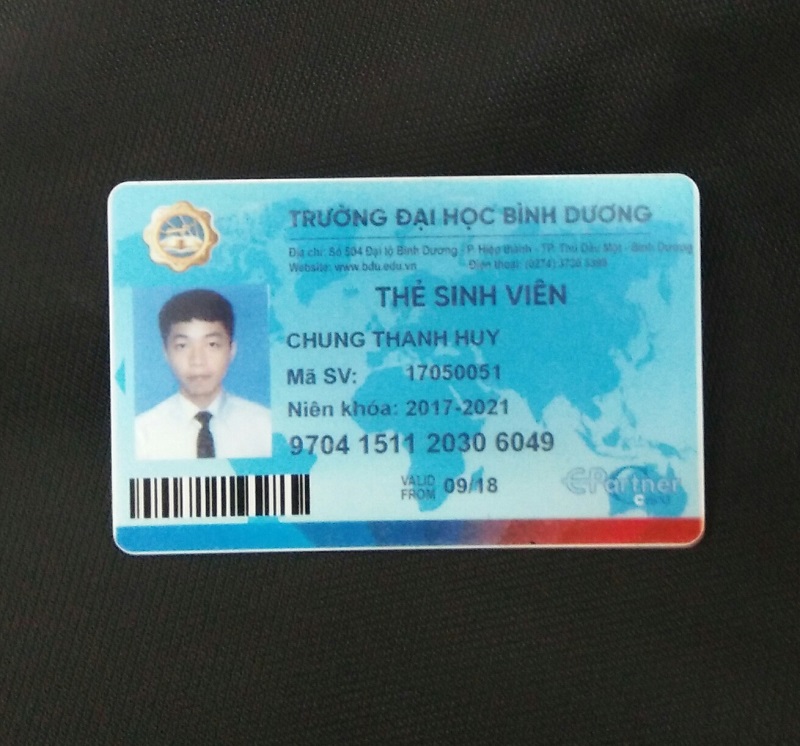 TRƯỜNG ĐẠI HỌC BÌNH DƯƠNG
Địa chỉ: Số 504 Đại lộ Bình Dương, P. Hiệp thành - TP. Thủ Dầu Một - Bình Dương
Website: www.bdu.edu.vn Điện thoại: (0274)
THẺ SINH VIÊN
CHUNG THANH HUY
Mã SV: 17050051
Niên khóa: 2017-2021
9704 1511 2030 6049
VALID FROM 09/18
EPartner